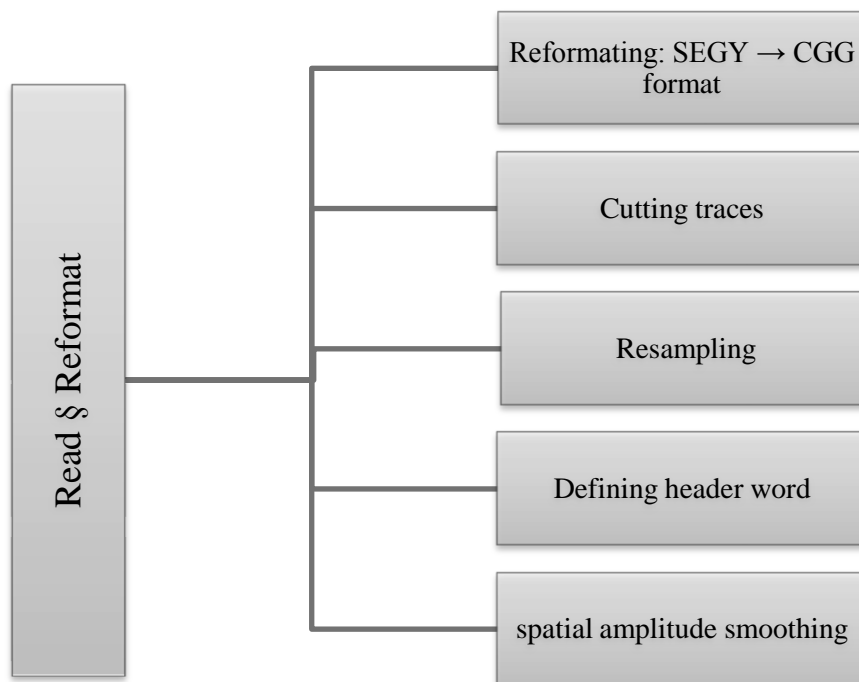 Read § Reformat
Reformating: SEGY → CGG
format
Cutting traces
Resampling
Defining header word
spatial amplitude smoothing